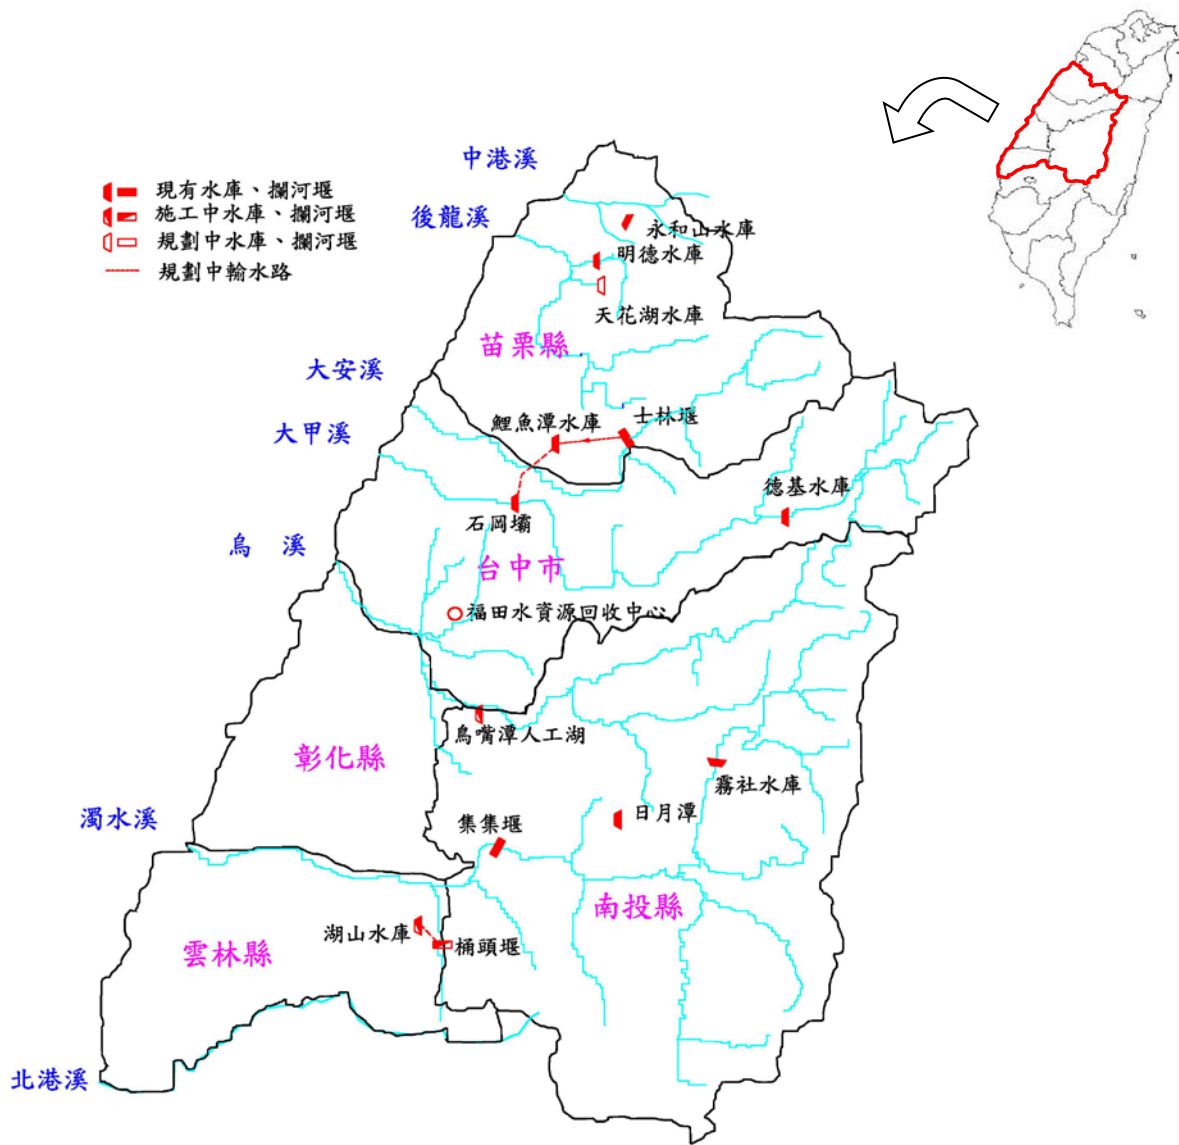 中港溪
現有水庫、攔河堰
後龍溪
施工中水庫、攔河堰
永和山水庫
規劃中水庫、攔河堰
明德水庫
規劃中輸水路
天花湖水庫
苗栗縣
大安溪
鯉魚潭水庫
士林堰
大甲溪
德基水庫
石岡壩
烏溪
台中市
福田水資源回收中心
鳥嘴潭人工湖
彰化縣
霧社水庫
濁水溪
集集堰
日月潭
南投縣
湖山水庫
桶頭堰
雲林縣
北港溪